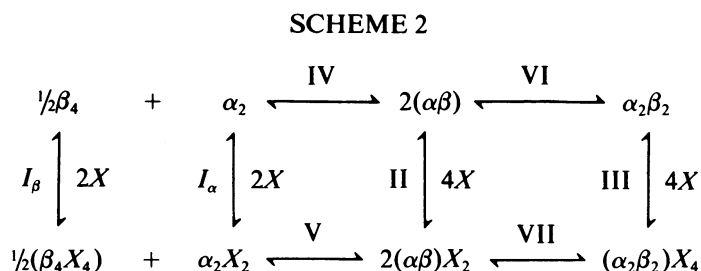 SCHEME 2
IV VI
½β₄ + α₂ 2(αβ) α₂β₂
I_β 2X I_α 2X II 4X III 4X
V VII
½(β₄X₄) + α₂X₂ 2(αβ)X₂ (α₂β₂)X₄